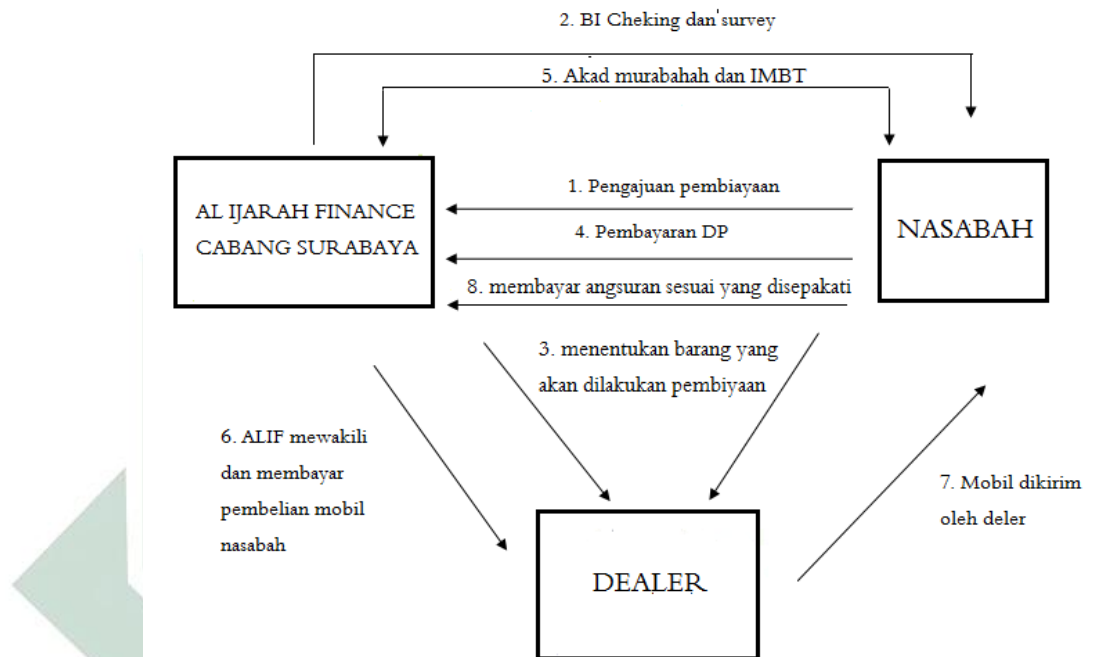 2. BI Cheking dan survey
5. Akad murabahah dan IMBT
AL IJARAH FINANCE
CABANG SURABAYA
1. Pengajuan pembiayaan
NASABAH
4. Pembayaran DP
8. membayar angsuran sesuai yang disepakati
3. menentukan barang yang
akan dilakukan pembiyaan
6. ALIF mewakili
dan membayar
pembelian mobil
nasabah
7. Mobil dikirim
oleh deler
DEALER